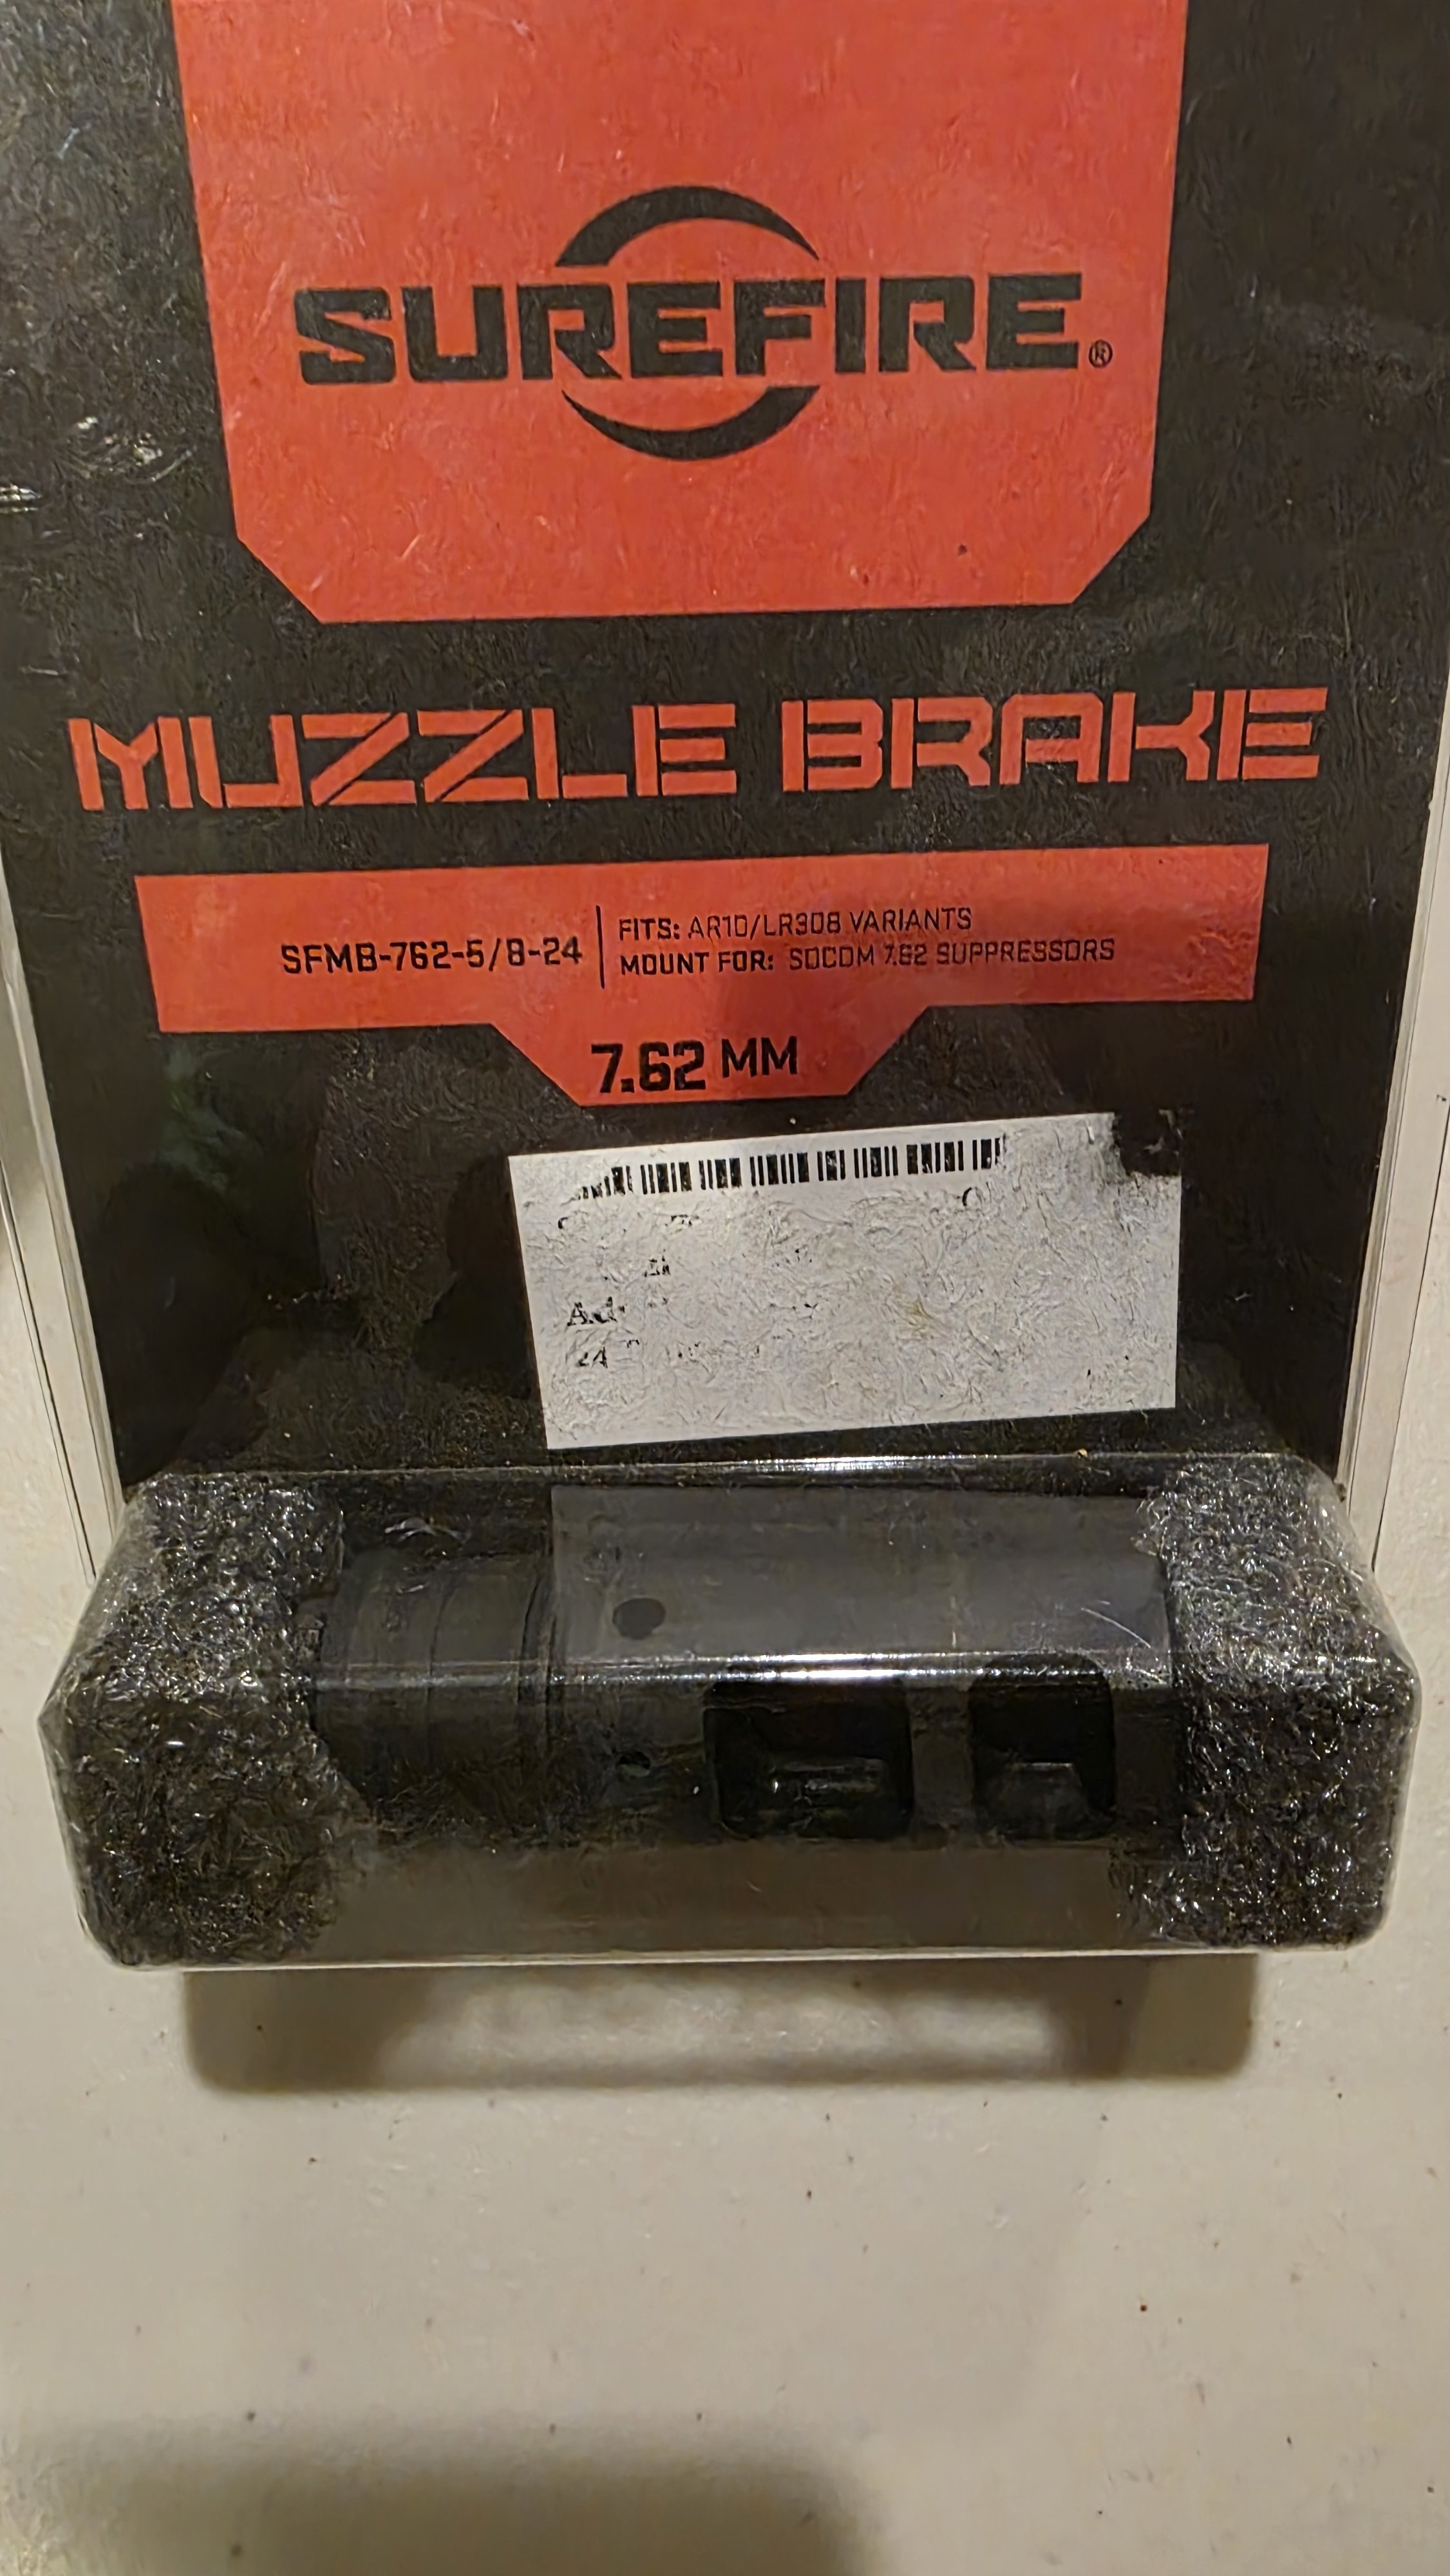 SUREFIRE®
MUZZLE BRAKE
SFMB-762-5/8-24
FITS: AR10/LR308 VARIANTS
MOUNT FOR: SOCOM 7.62 SUPPRESSORS
7.62 MM